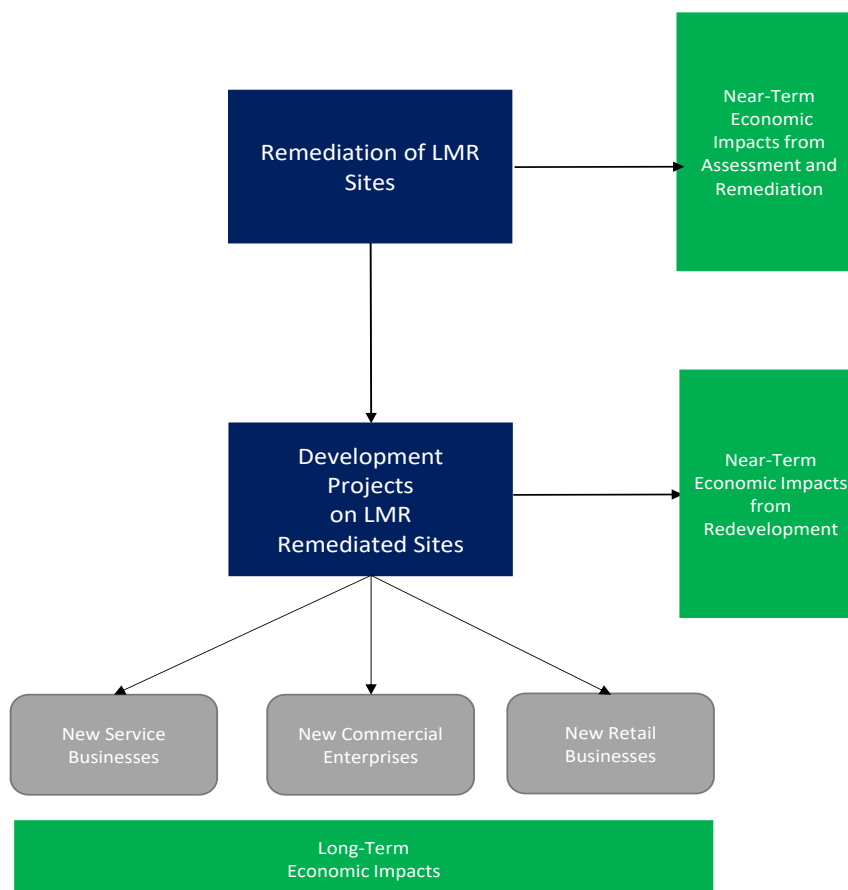 Remediation of LMR
Sites
Near-Term
Economic
Impacts from
Assessment and
Remediation
Development
Projects
on LMR
Remediated Sites
Near-Term
Economic Impacts
from
Redevelopment
New Service
Businesses
New Commercial
Enterprises
New Retail
Businesses
Long-Term
Economic Impacts